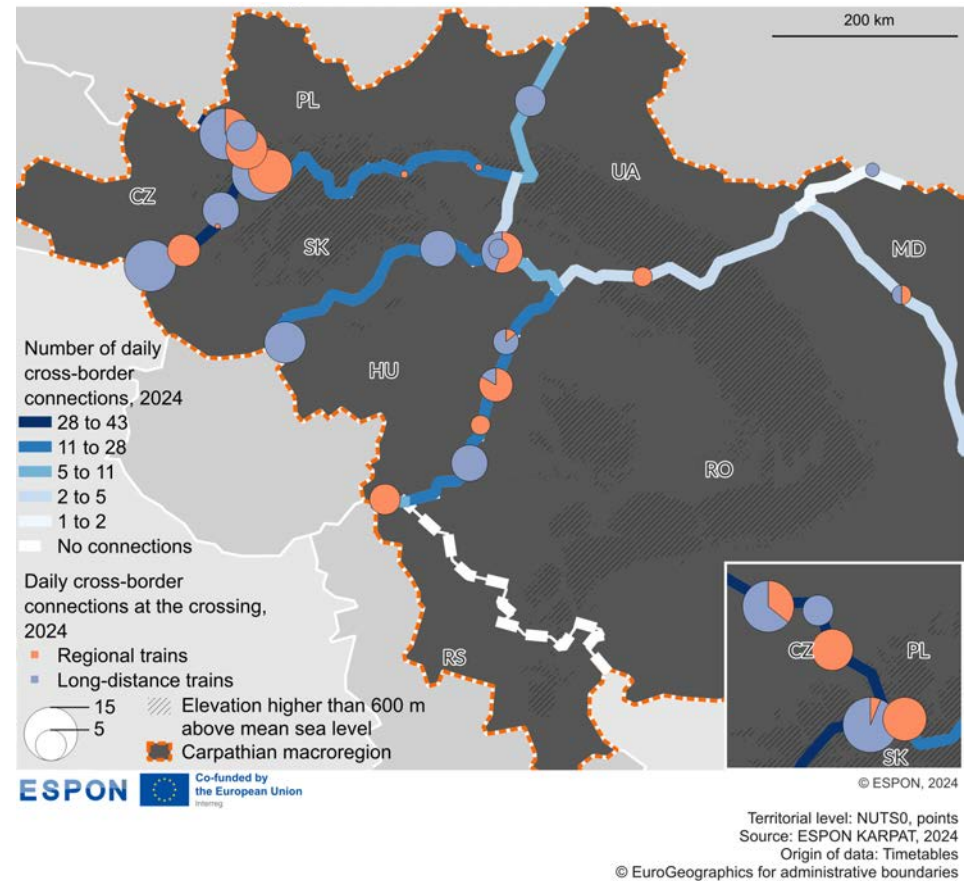 200 km
PL
CZ
UA
SK
MD
HU
RO
RS
Number of daily
cross-border
connections, 2024
28 to 43
11 to 28
5 to 11
2 to 5
1 to 2
No connections
Daily cross-border
connections at the crossing,
2024
Regional trains
Long-distance trains
15
5
Elevation higher than 600 m
above mean sea level
Carpathian macroregion
CZ
PL
SK
ESPON
Co-funded by
the European Union
Interreg
© ESPON, 2024
Territorial level: NUTS0, points
Source: ESPON KARPAT, 2024
Origin of data: Timetables
© EuroGeographics for administrative boundaries